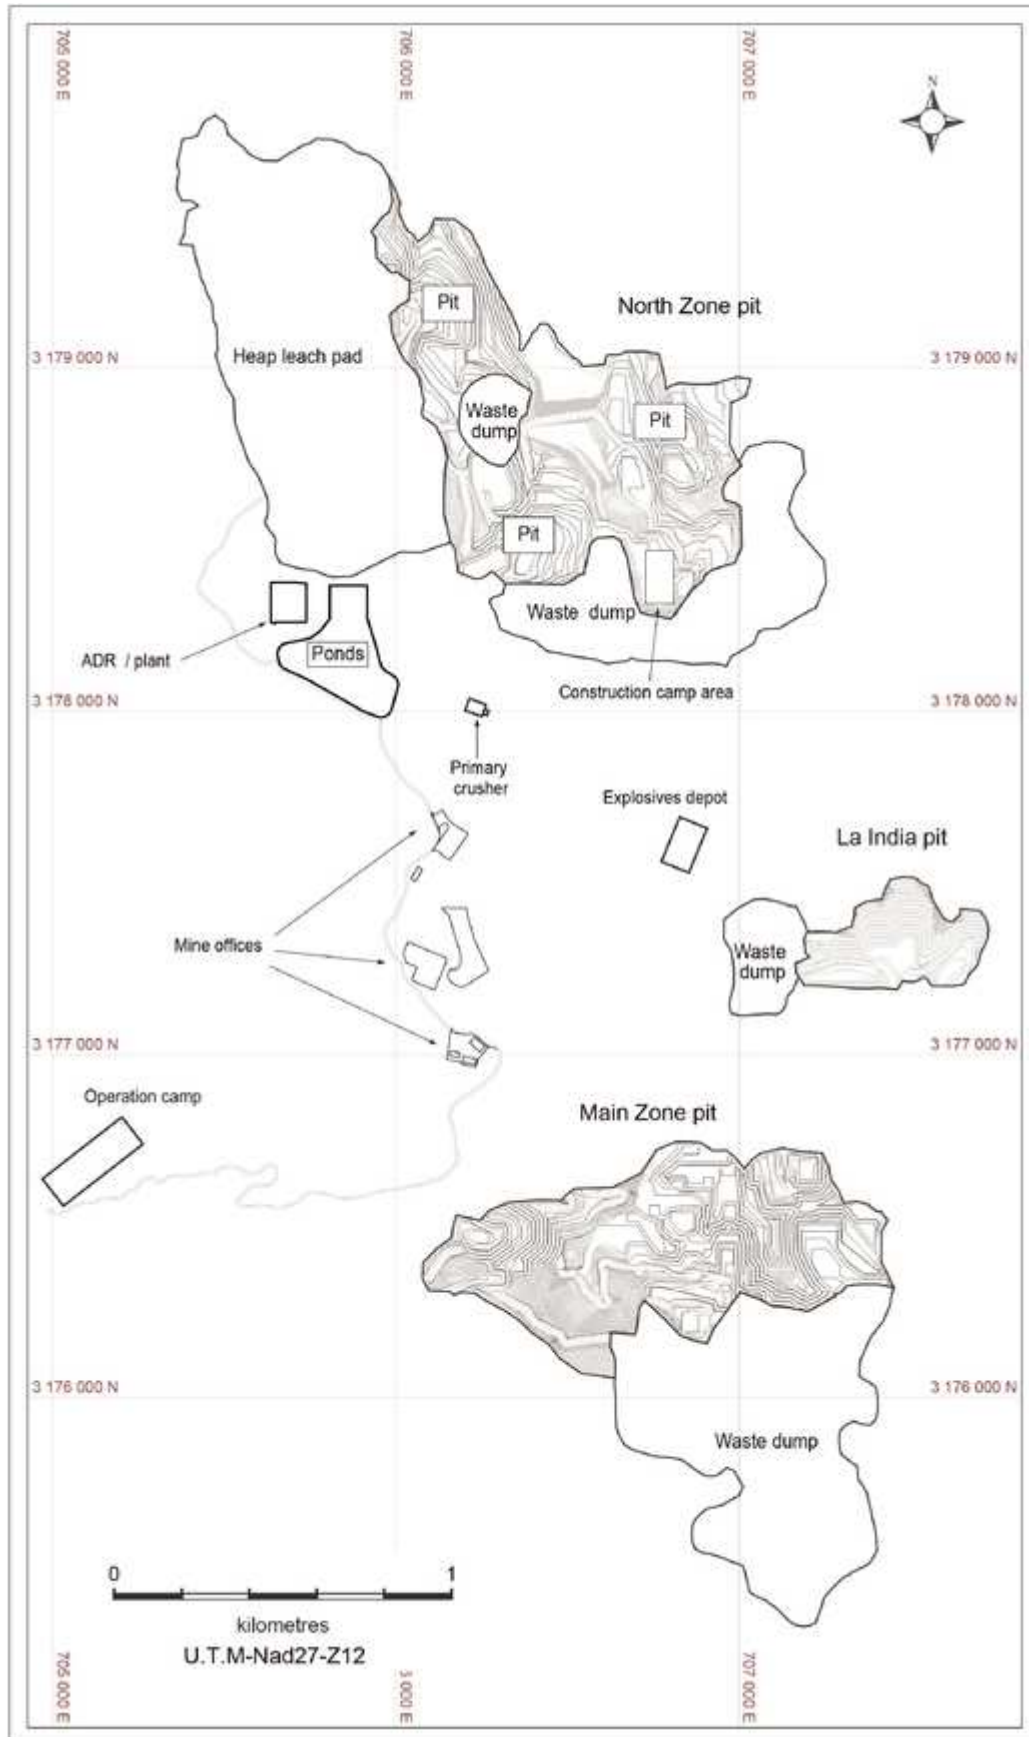 705 000 E
706 000 E
707 000 E
N
North Zone pit
Pit
3 179 000 N
Heap leach pad
3 179 000 N
Waste
dump
Pit
Pit
Waste dump
ADR / plant
Ponds
Construction camp area
3 178 000 N
3 178 000 N
Primary
crusher
Explosives depot
La India pit
Mine offices
Waste
dump
3 177 000 N
3 177 000 N
Operation camp
Main Zone pit
3 176 000 N
3 176 000 N
Waste dump
0
1
kilometres
U.T.M-Nad27-Z12
705 000 E
000 E
707 000 E